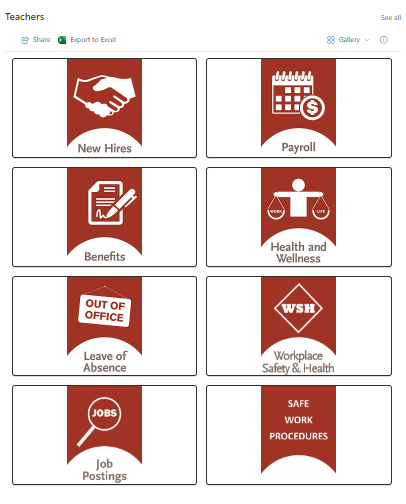 Teachers
See all
Share
Export to Excel
Gallery
New Hires
$
Payroll
Benefits
WORK
LIFE
Health and
Wellness
OUT OF
OFFICE
Leave of
Absence
WSH
Workplace
Safety & Health
JOBS
Job
Postings
SAFE
WORK
PROCEDURES